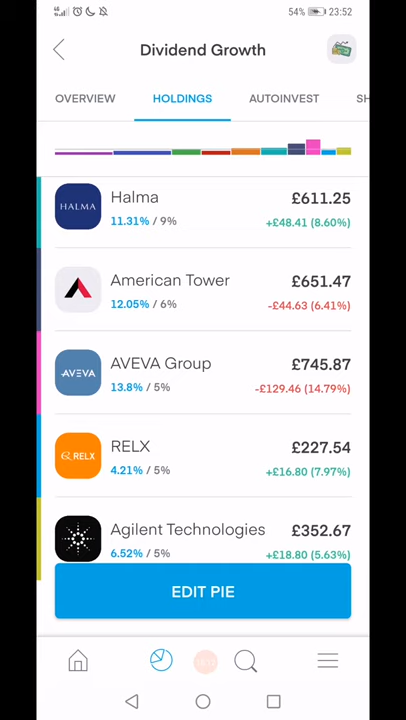 54% 23:52
Dividend Growth
OVERVIEW HOLDINGS AUTOINVEST SH
HALMA Halma £611.25
11.31% / 9% +£48.41 (8.60%)
American Tower £651.47
12.05% / 6% -£44.63 (6.41%)
AVEVA AVEVA Group £745.87
13.8% / 5% -£129.46 (14.79%)
RELX RELX £227.54
4.21% / 5% +£16.80 (7.97%)
Agilent Technologies £352.67
6.52% / 5% +£18.80 (5.63%)
EDIT PIE